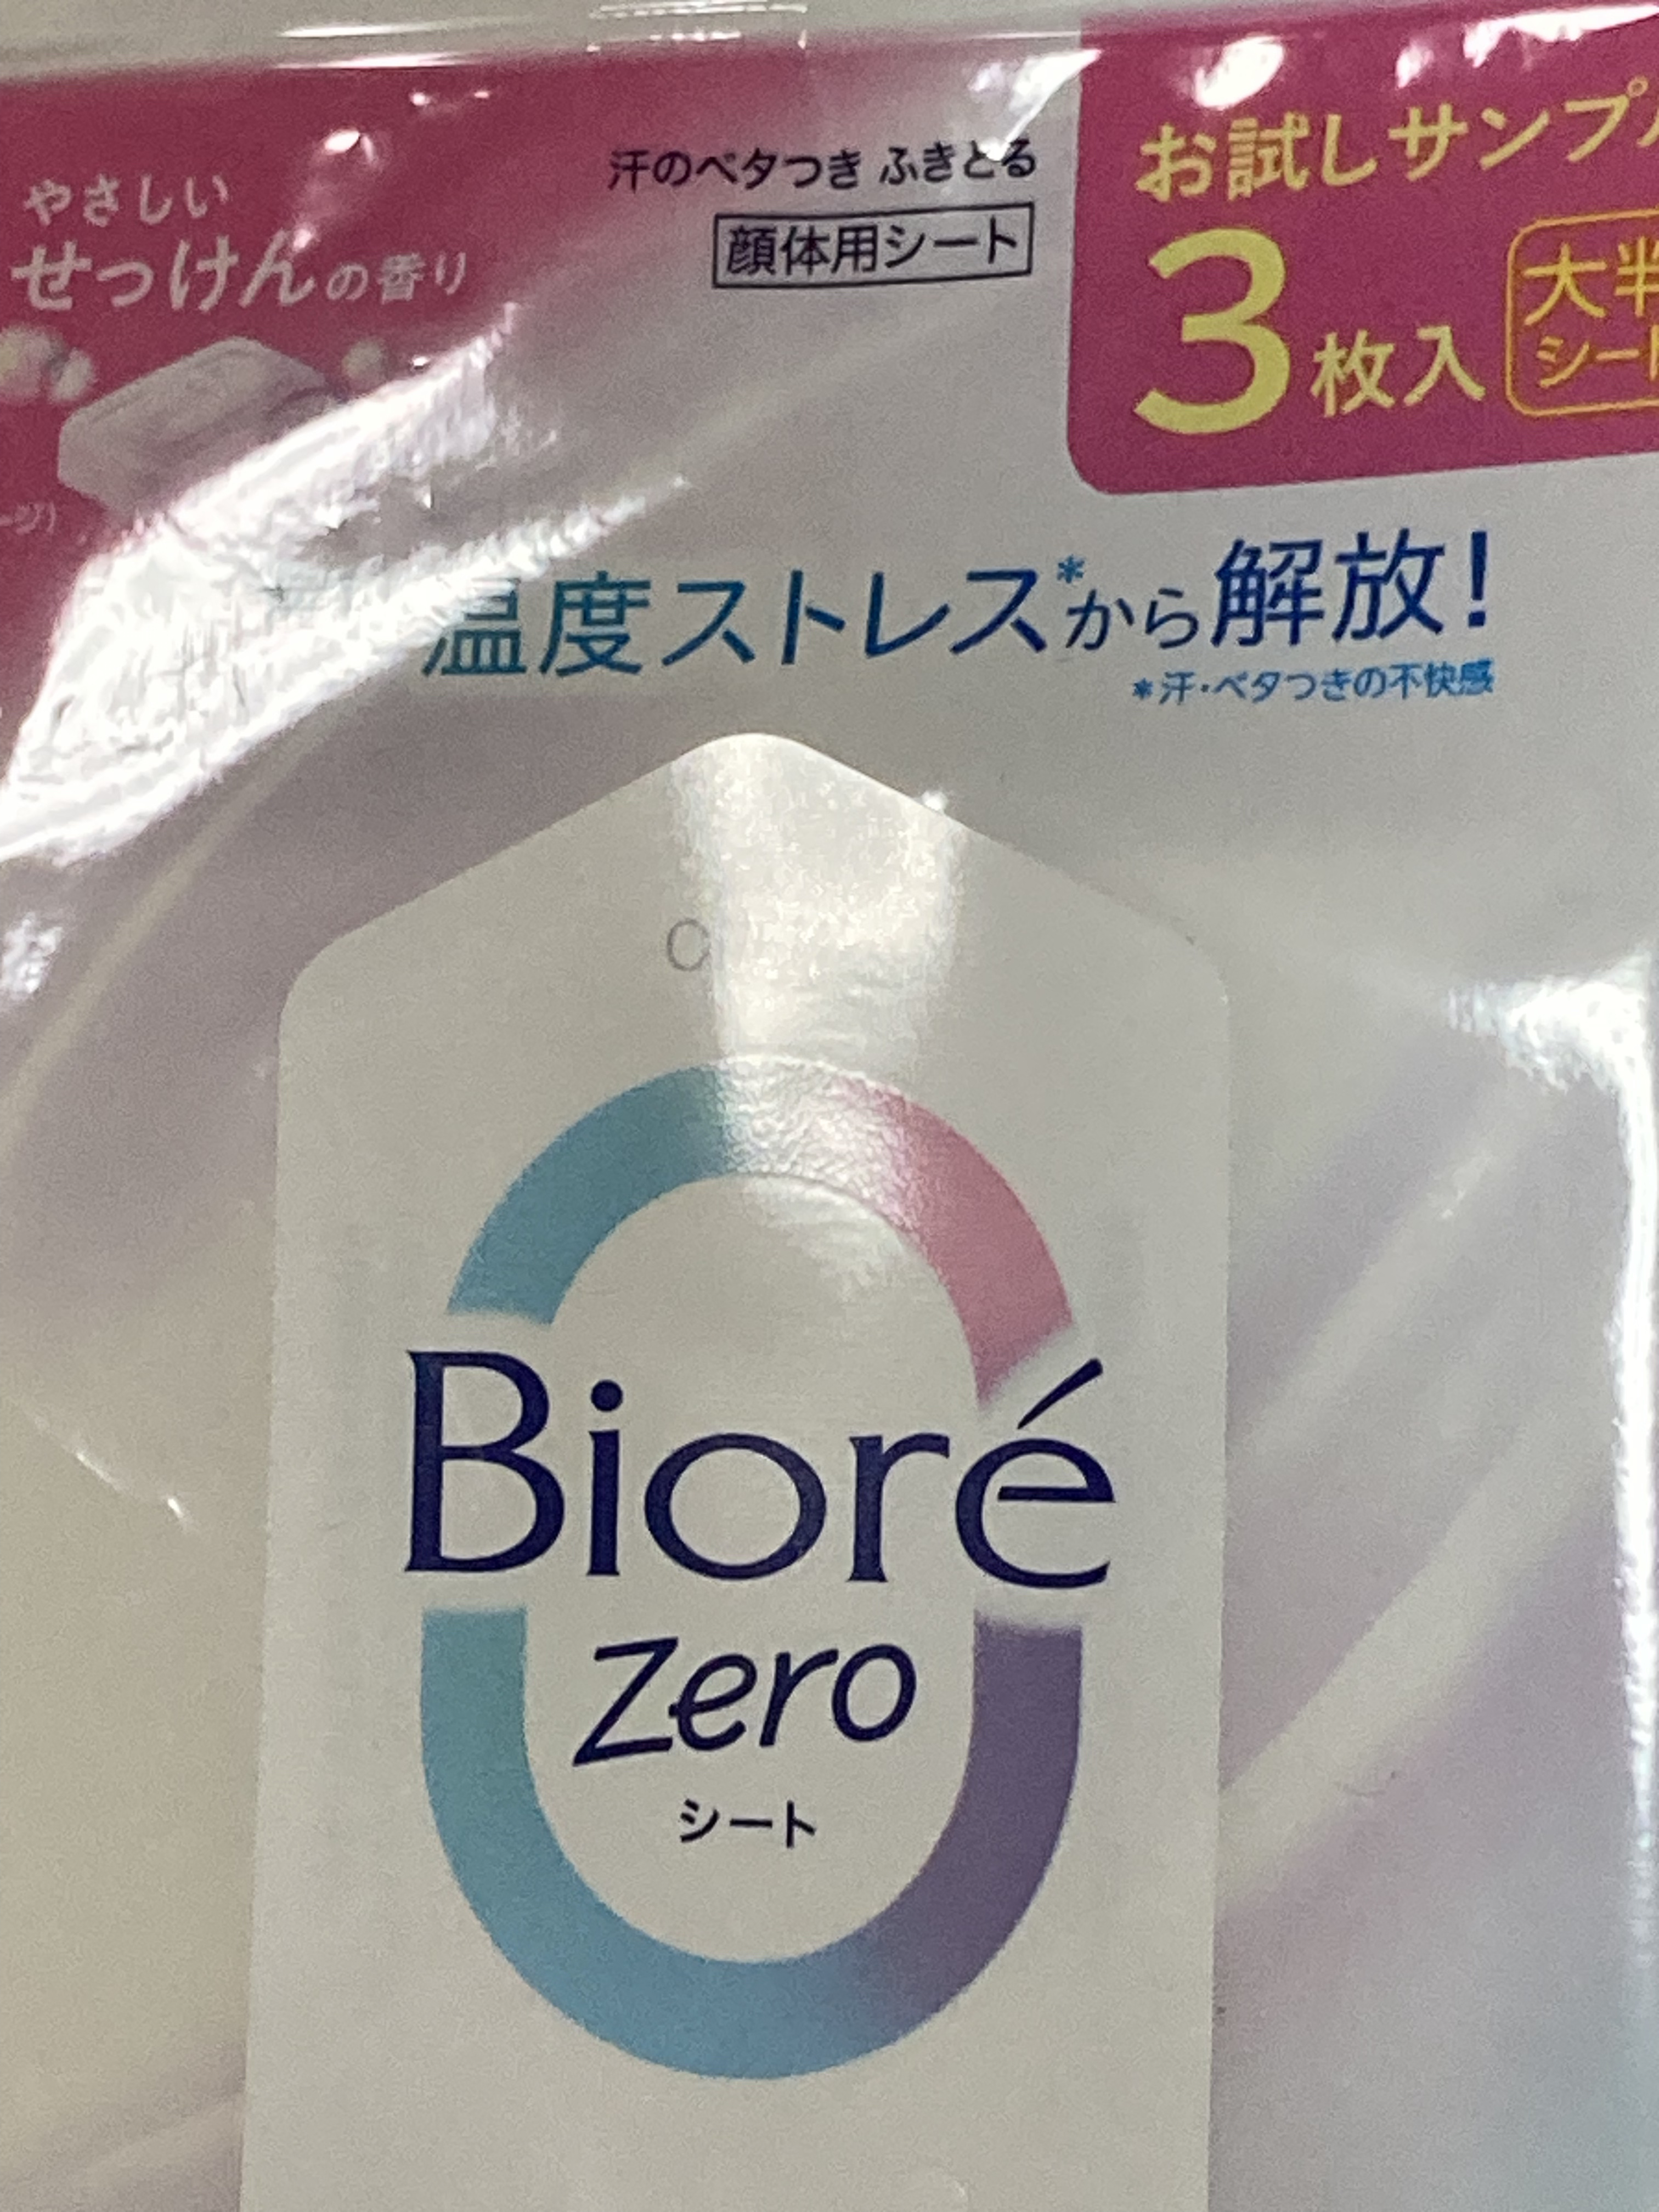 やさしい
せっけんの香り
汗のベタつき ふきとる
顔体用シート
お試しサンプル
3枚入
大判
シート
温度ストレス*から解放!
*汗・ベタつきの不快感
Bioré
zero
シート